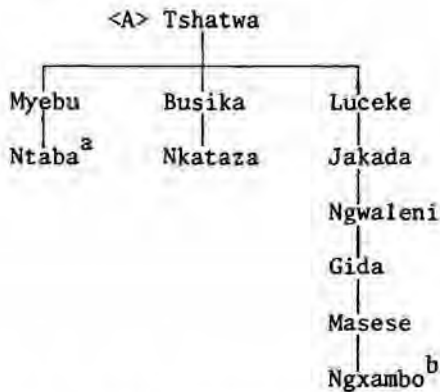 <A> Tshatwa
Myebu Busika Luceke
Ntaba a Nkataza Jakada
Ngwaleni
Gida
Masese
Ngxambo b